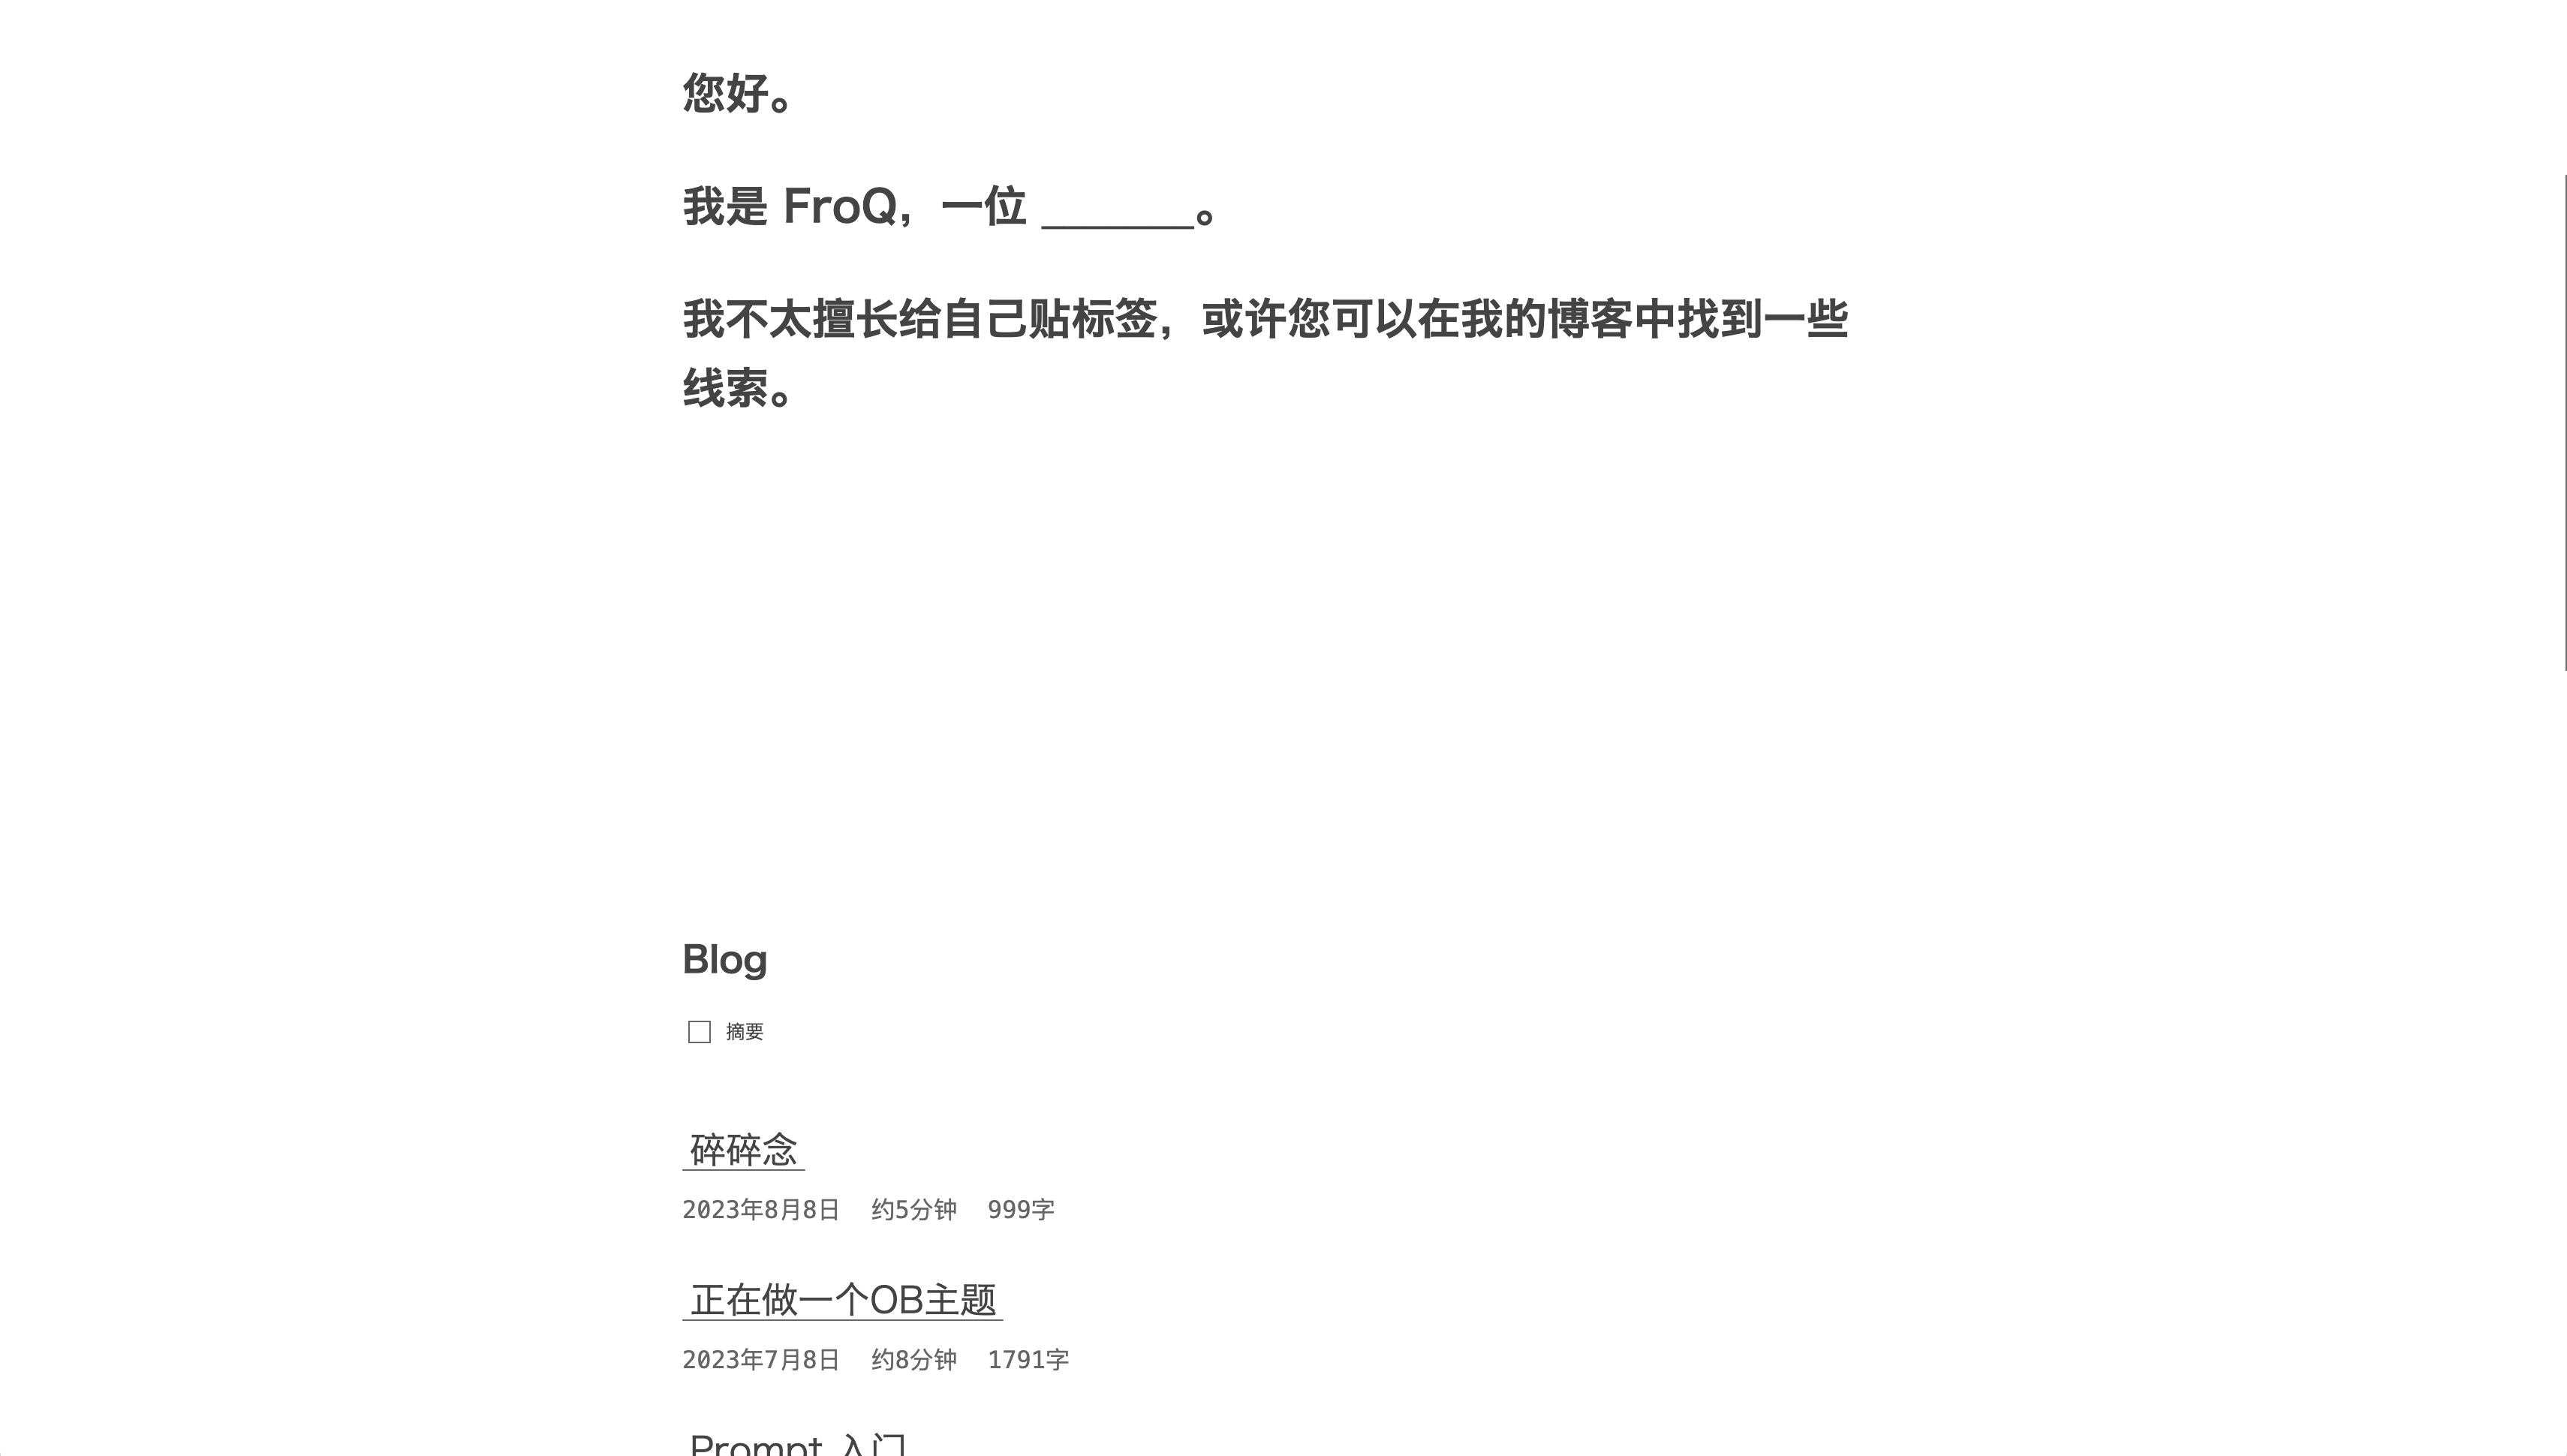 您好。
我是 FroQ，一位 _______。
我不太擅长给自己贴标签，或许您可以在我的博客中找到一些
线索。
Blog
摘要
碎碎念
2023年8月8日 约5分钟 999字
正在做一个OB主题
2023年7月8日 约8分钟 1791字
Prompt 入门